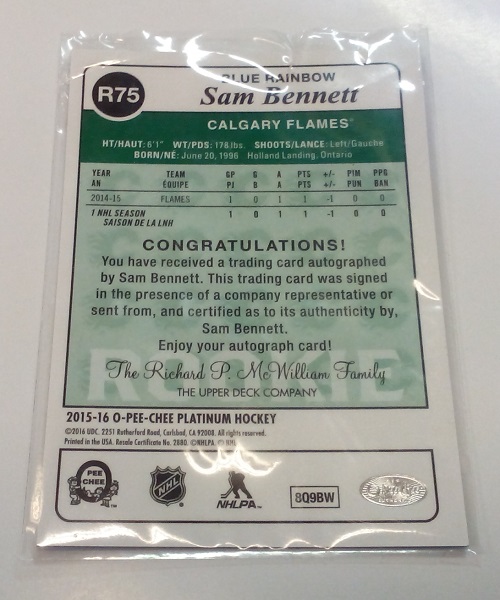 R75
BLUE RAINBOW
Sam Bennett
CALGARY FLAMES
HT/HAUT: 6'1" WT/PDS: 178 lbs. SHOOTS/LANCE: Left/Gauche
BORN/NÉ: June 20, 1996 Holland Landing, Ontario
YEAR TEAM GP G A PTS +/- PIM PPG
AN ÉQUIPE PJ B A PTS +/- PUN BAN
2014-15 FLAMES 1 0 1 1 -1 0 0
1 NHL SEASON 1 0 1 1 -1 0 0
SAISON DE LA LNH
CONGRATULATIONS!
You have received a trading card autographed
by Sam Bennett. This trading card was signed
in the presence of a company representative or
sent from, and certified as to its authenticity by,
Sam Bennett.
Enjoy your autograph card!
ROOKIE
The Richard P. McWilliam Family
THE UPPER DECK COMPANY
2015-16 O-PEE-CHEE PLATINUM HOCKEY
©2016 UDC. 2251 Rutherford Road, Carlsbad, CA 92008. All rights reserved.
Printed in the USA. Resale Certificate No. 2880. ©NHLPA. © NHL
PEE CHEE
NHL
NHLPA
8Q9BW